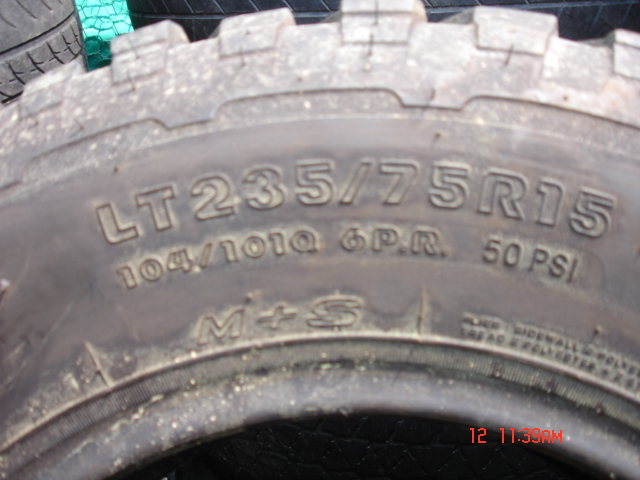 LT235/75R15
104/101Q 6P.R. 50 PSI
M+S
12 11:39AM